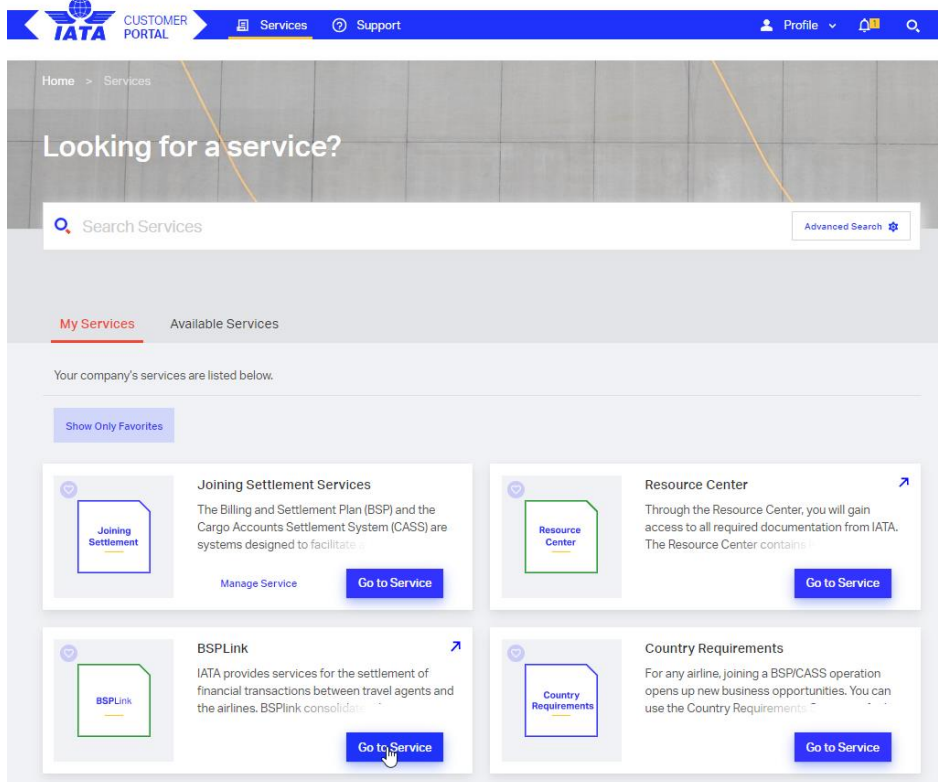 IATA
CUSTOMER
PORTAL
Services
Support
Profile
1
Home > Services
Looking for a service?
Search Services
Advanced Search
My Services
Available Services
Your company's services are listed below.
Show Only Favorites
Joining
Settlement
Joining Settlement Services
The Billing and Settlement Plan (BSP) and the
Cargo Accounts Settlement System (CASS) are
systems designed to facilitate
Manage Service
Go to Service
Resource
Center
Resource Center
Through the Resource Center, you will gain
access to all required documentation from IATA.
The Resource Center contains
Go to Service
BSPLink
BSPLink
IATA provides services for the settlement of
financial transactions between travel agents and
the airlines. BSPlink consolidate
Go to Service
Country
Requirements
Country Requirements
For any airline, joining a BSP/CASS operation
opens up new business opportunities. You can
use the Country Requirements
Go to Service